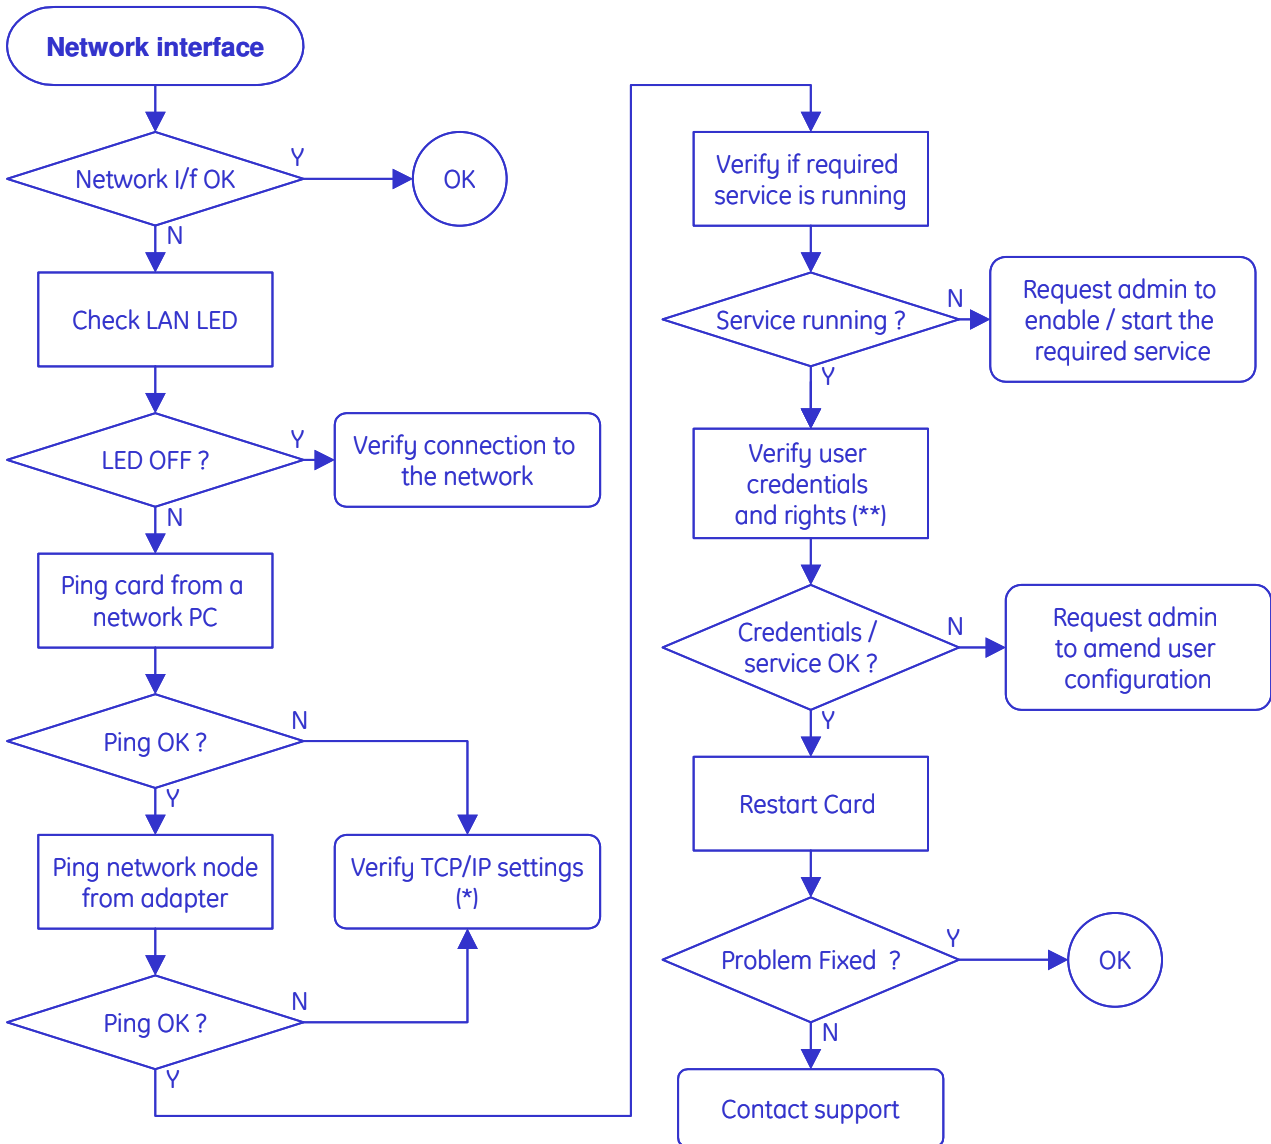 Network interface
Network I/f OK
Y
OK
N
Check LAN LED
LED OFF ?
Y
Verify connection to
the network
N
Ping card from a
network PC
Ping OK ?
N
Y
Ping network node
from adapter
Verify TCP/IP settings
(*)
Ping OK ?
N
Y
Verify if required
service is running
Service running ?
N
Request admin to
enable / start the
required service
Y
Verify user
credentials
and rights (**)
Credentials /
service OK ?
N
Request admin
to amend user
configuration
Y
Restart Card
Problem Fixed ?
Y
OK
N
Contact support